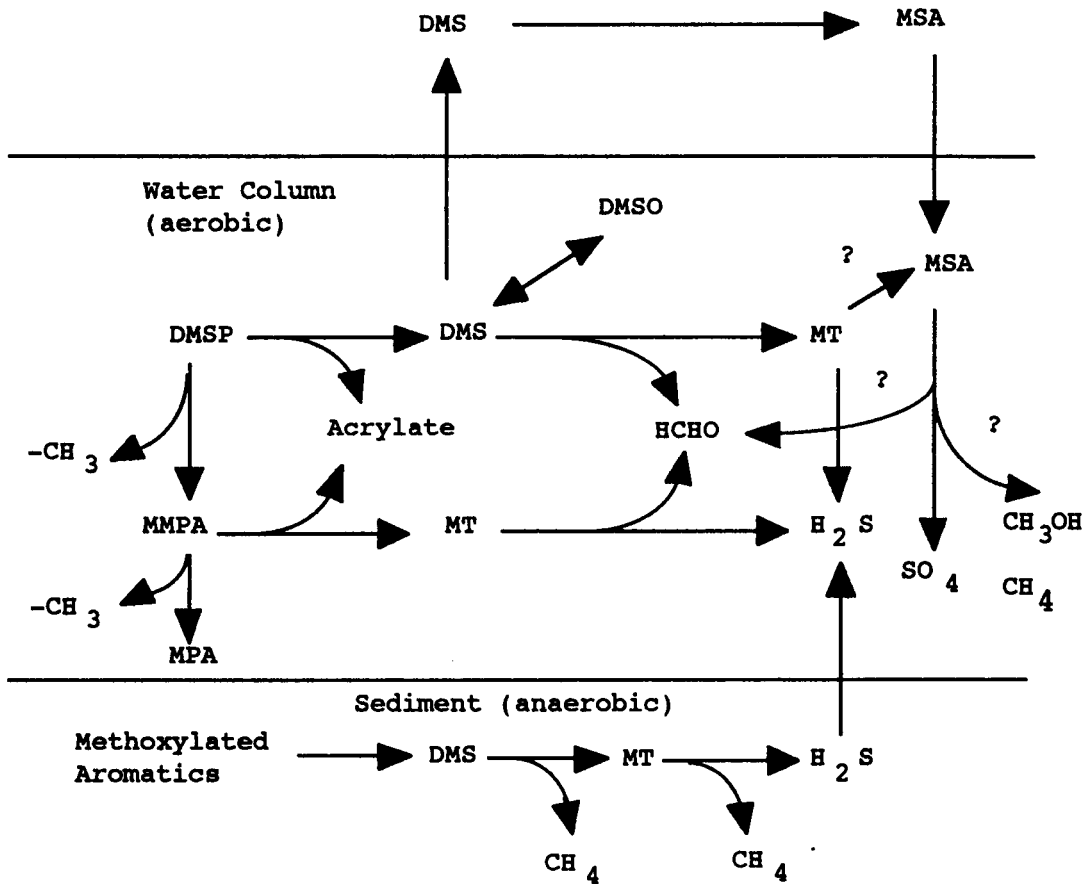 DMS
MSA
Water Column
(aerobic)
DMSO
?
MSA
DMSP
DMS
MT
?
?
Acrylate
HCHO
-CH3
MMPA
MT
H2S
CH3OH
SO4
CH4
-CH3
MPA
Sediment (anaerobic)
Methoxylated
Aromatics
DMS
MT
H2S
CH4
CH4